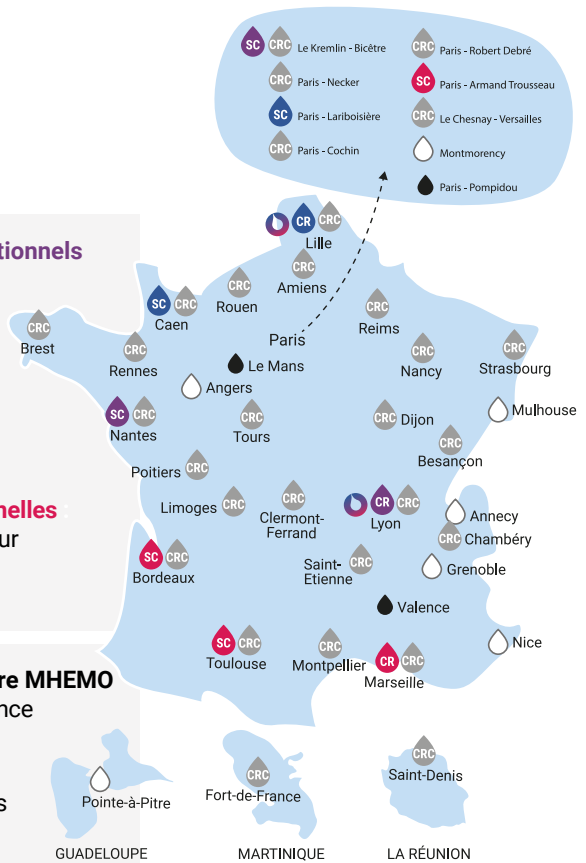 SC CRC Le Kremlin - Bicêtre
CRC Paris - Robert Debré
CRC Paris - Necker
SC Paris - Armand Trousseau
SC Paris - Lariboisière
CRC Le Chesnay - Versailles
CRC Paris - Cochin
Montmorency
Paris - Pompidou
tionnels
CR CRC
Lille
CRC
Amiens
CRC
Rouen
SC CRC
Caen
CRC
Reims
CRC
Brest
CRC
Rennes
Paris
CRC
Nancy
CRC
Strasbourg
Le Mans
Angers
SC CRC
Nantes
CRC
Tours
CRC Dijon
Mulhouse
CRC
Besançon
Poitiers CRC
nelles :
ur
Limoges CRC
CRC
Clermont-
Ferrand
CR CRC
Lyon
Annecy
CRC Chambéry
SC CRC
Bordeaux
Saint-
Etienne CRC
Grenoble
Valence
SC CRC
Toulouse
CRC
Montpellier
CR CRC
Marseille
Nice
re MHEMO
nce
s
Pointe-à-Pitre
CRC
Fort-de-France
CRC
Saint-Denis
GUADELOUPE
MARTINIQUE
LA RÉUNION